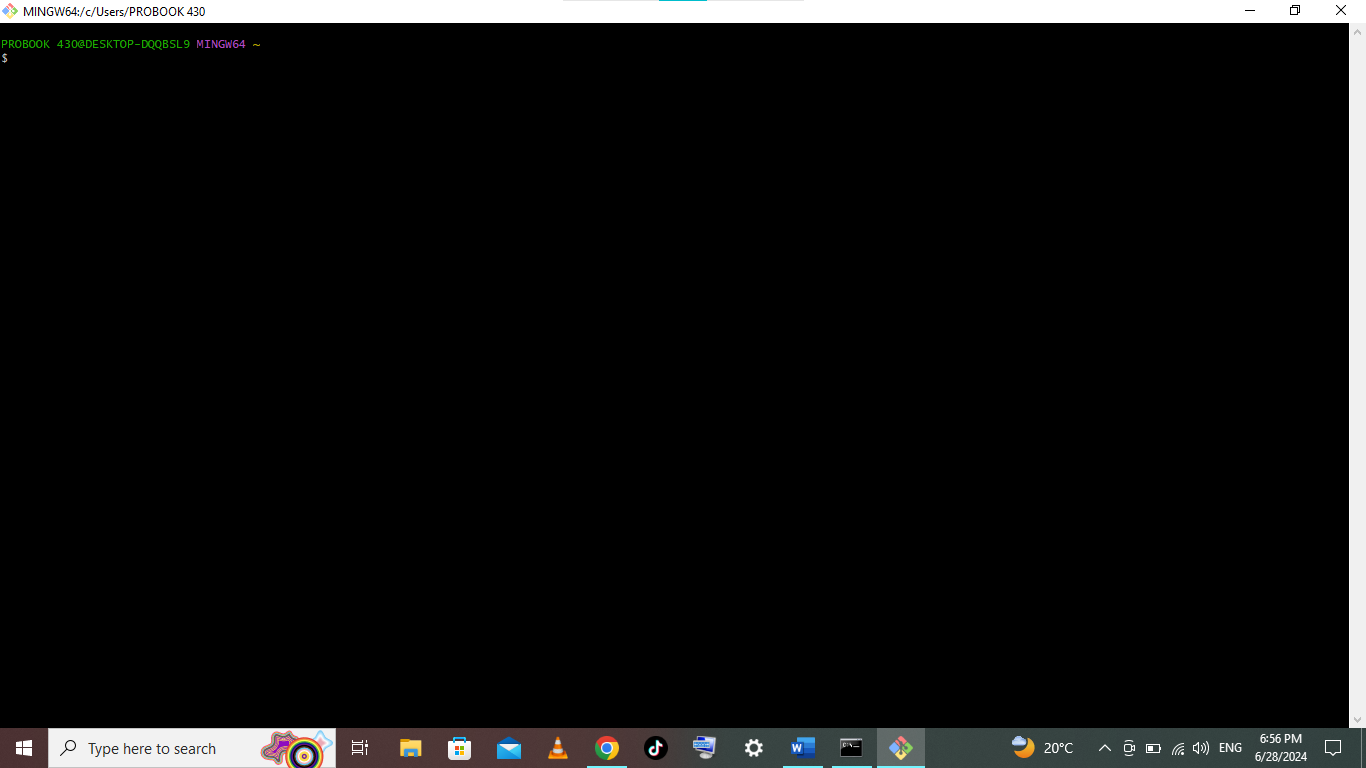 MINGW64:/c/Users/PROBOOK 430
PROBOOK 430@DESKTOP-DQQBSL9 MINGW64 ~
$
Type here to search
20°C
ENG
6:56 PM
6/28/2024